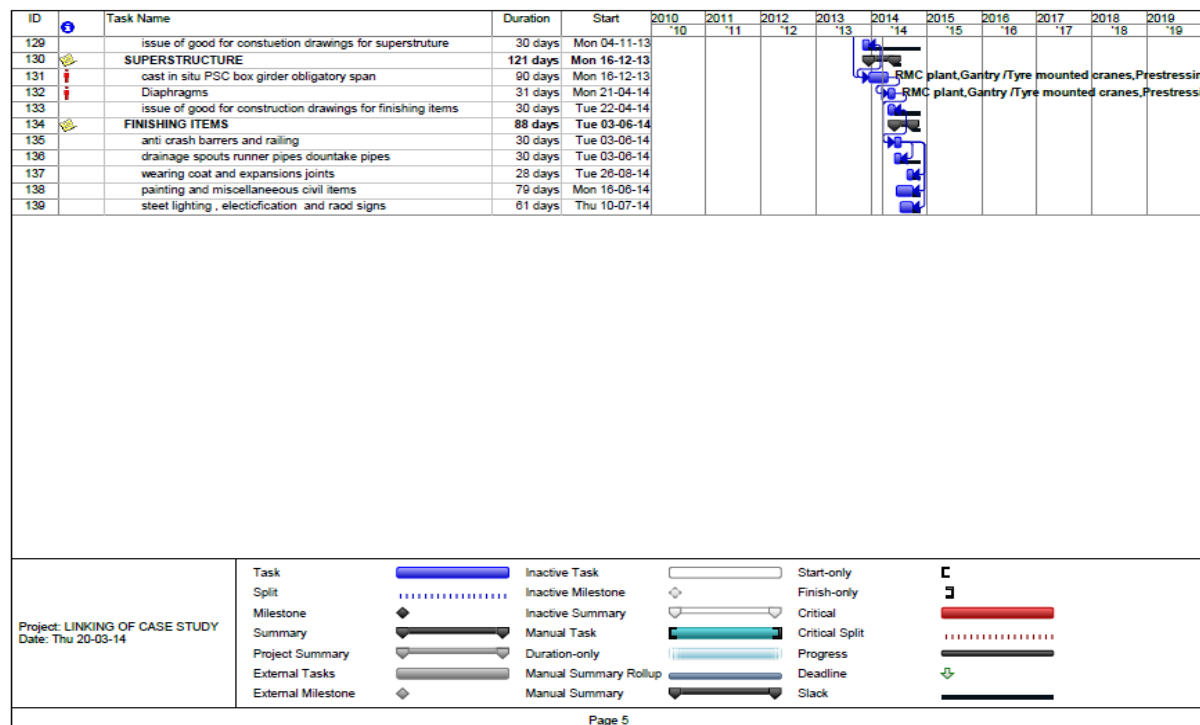 ID Task Name Duration Start 2010 2011 2012 2013 2014 2015 2016 2017 2018 2019
'10 '11 '12 '13 '14 '15 '16 '17 '18 '19
129 issue of good for constuetion drawings for superstruture 30 days Mon 04-11-13
130 SUPERSTRUCTURE 121 days Mon 16-12-13
131 cast in situ PSC box girder obligatory span 90 days Mon 16-12-13 RMC plant,Gantry /Tyre mounted cranes,Prestressin
132 Diaphragms 31 days Mon 21-04-14 RMC plant,Gantry /Tyre mounted cranes,Prestressi
133 issue of good for construction drawings for finishing items 30 days Tue 22-04-14
134 FINISHING ITEMS 88 days Tue 03-06-14
135 anti crash barrers and railing 30 days Tue 03-06-14
136 drainage spouts runner pipes dountake pipes 30 days Tue 03-06-14
137 wearing coat and expansions joints 28 days Tue 26-08-14
138 painting and miscellaneeous civil items 79 days Mon 16-06-14
139 steet lighting , electicfication and raod signs 61 days Thu 10-07-14
Project: LINKING OF CASE STUDY
Date: Thu 20-03-14
Task Inactive Task Start-only
Split Inactive Milestone Finish-only
Milestone Inactive Summary Critical
Summary Manual Task Critical Split
Project Summary Duration-only Progress
External Tasks Manual Summary Rollup Deadline
External Milestone Manual Summary Slack
Page 5